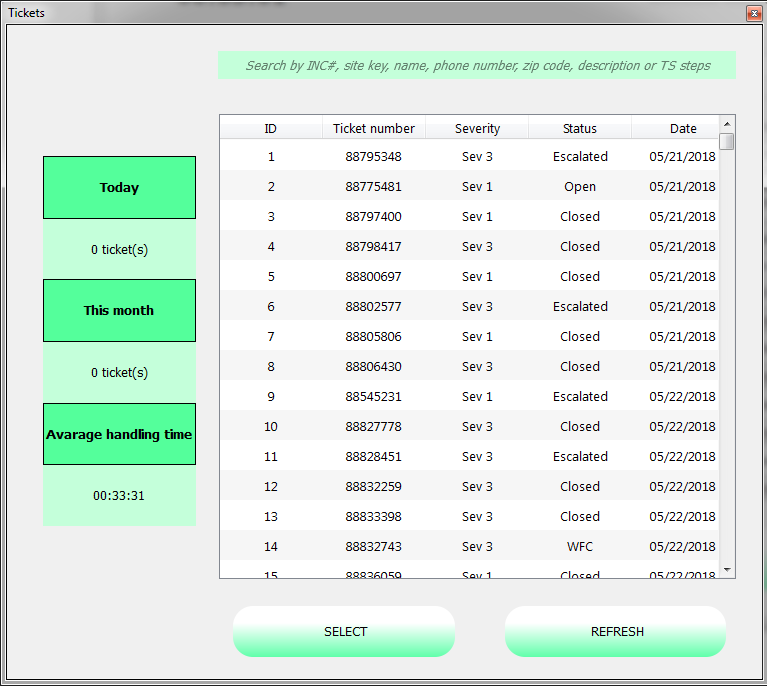 Tickets
Search by INC#, site key, name, phone number, zip code, description or TS steps
Today
0 ticket(s)
This month
0 ticket(s)
Avarage handling time
00:33:31
ID Ticket number Severity Status Date
1 88795348 Sev 3 Escalated 05/21/2018
2 88775481 Sev 1 Open 05/21/2018
3 88797400 Sev 1 Closed 05/21/2018
4 88798417 Sev 3 Closed 05/21/2018
5 88800697 Sev 1 Closed 05/21/2018
6 88802577 Sev 3 Escalated 05/21/2018
7 88805806 Sev 1 Closed 05/21/2018
8 88806430 Sev 3 Closed 05/21/2018
9 88545231 Sev 1 Escalated 05/22/2018
10 88827778 Sev 3 Closed 05/22/2018
11 88828451 Sev 3 Escalated 05/22/2018
12 88832259 Sev 3 Closed 05/22/2018
13 88833398 Sev 3 Closed 05/22/2018
14 88832743 Sev 3 WFC 05/22/2018
15 88836059 Sev 1 Closed 05/22/2018
SELECT REFRESH